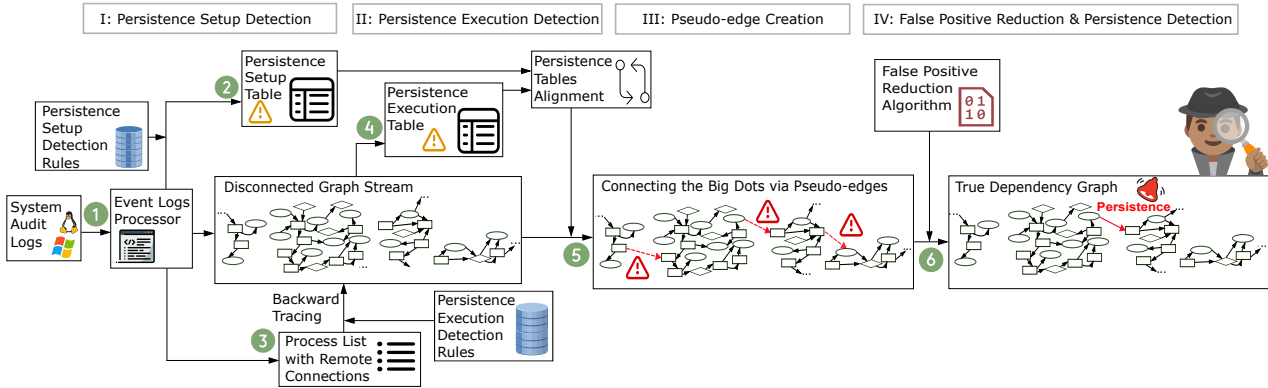 I: Persistence Setup Detection
II: Persistence Execution Detection
III: Pseudo-edge Creation
IV: False Positive Reduction & Persistence Detection
Persistence
Setup
Detection
Rules
System
Audit
Logs
1
Event Logs
Processor
2
Persistence
Setup
Table
4
Persistence
Execution
Table
Persistence
Tables
Alignment
Disconnected Graph Stream
...
...
...
Backward
Tracing
3
Process List
with Remote
Connections
Persistence
Execution
Detection
Rules
5
Connecting the Big Dots via Pseudo-edges
...
...
...
False Positive
Reduction
Algorithm
01
10
6
True Dependency Graph
Persistence
...
...
...